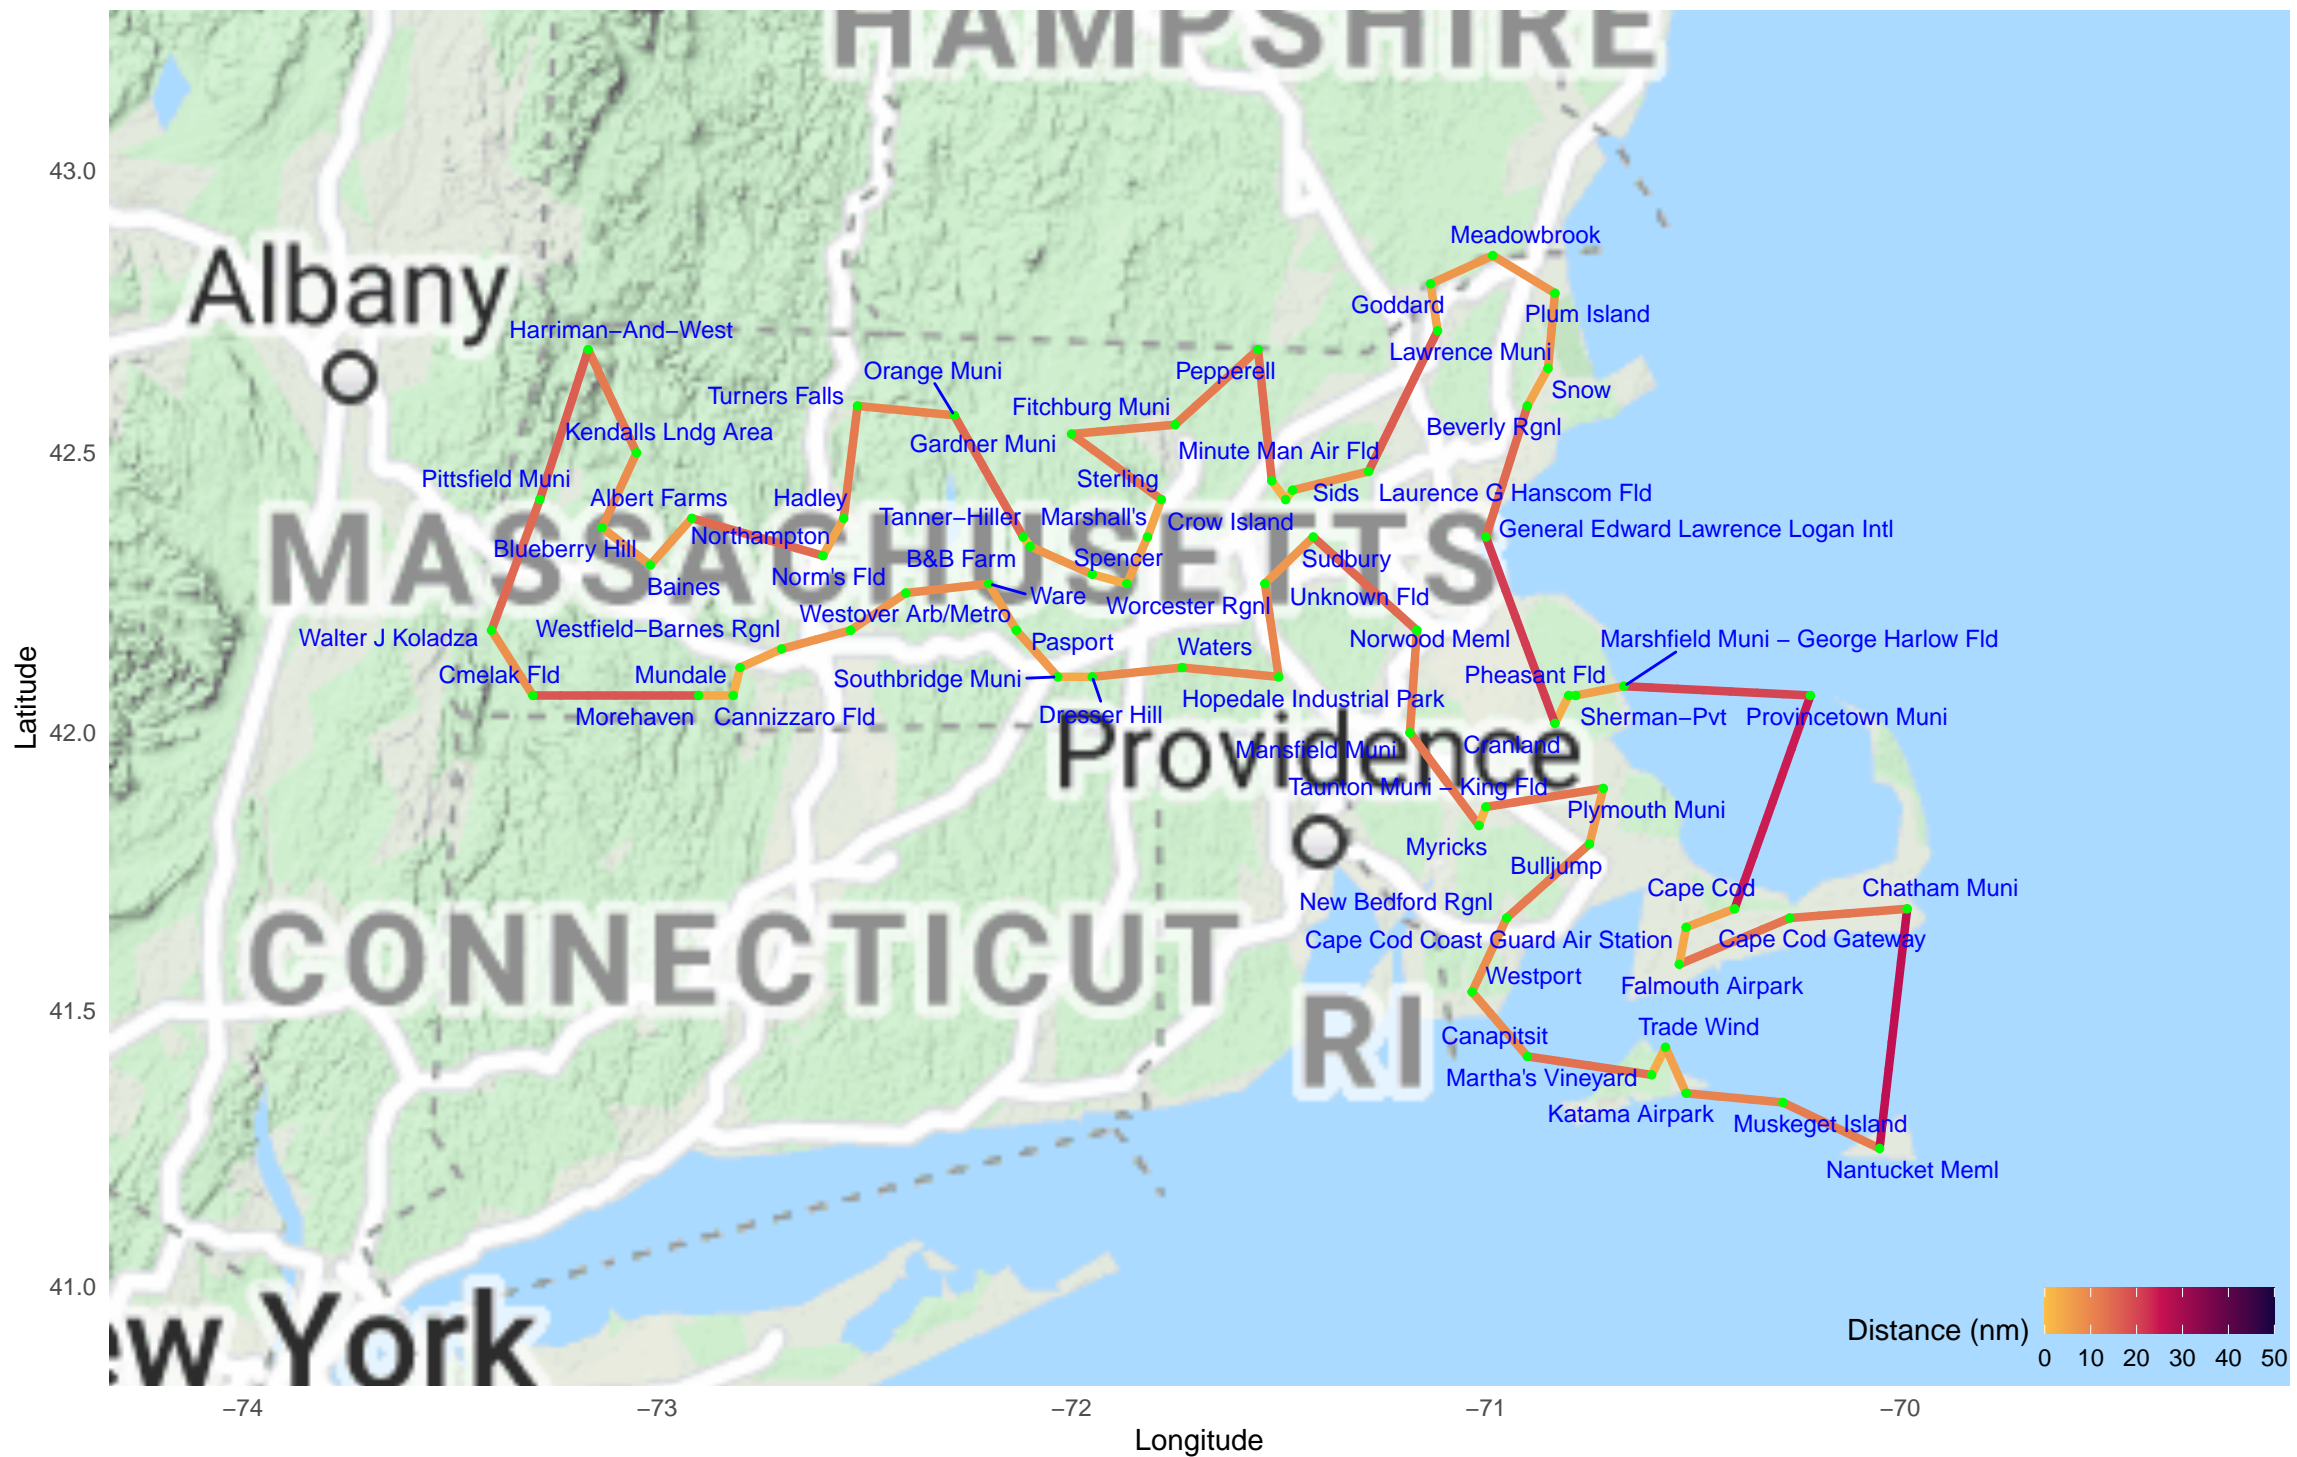 HAMPSHIRE
43.0
Meadowbrook
Albany
Goddard
Plum Island
Harriman−And−West
Lawrence Muni
Orange Muni
Pepperell
Turners Falls
Snow
Fitchburg Muni
Kendalls Lndg Area
Beverly Rgnl
Gardner Muni
42.5
Minute Man Air Fld
Pittsfield Muni
Sterling
Albert Farms
Hadley
Sids
Laurence G Hanscom Fld
Tanner−Hiller
Marshall's
Crow Island
General Edward Lawrence Logan Intl
Northampton
MASSACHUSETTS
Blueberry Hill
B&B Farm
Spencer
Sudbury
Norm's Fld
Baines
Ware
Worcester Rgnl
Unknown Fld
Westover Arb/Metro
Westfield−Barnes Rgnl
Walter J Koladza
Pasport
Waters
Norwood Meml
Marshfield Muni − George Harlow Fld
Cmelak Fld
Mundale
Southbridge Muni
Pheasant Fld
Hopedale Industrial Park
Morehaven
Cannizzaro Fld
Dresser Hill
Sherman−Pvt
Provincetown Muni
42.0
Latitude
Mansfield Muni
Cranland
Providence
Taunton Muni − King Fld
Plymouth Muni
Myricks
Bulljump
Cape Cod
Chatham Muni
New Bedford Rgnl
Cape Cod Coast Guard Air Station
Cape Cod Gateway
CONNECTICUT
Westport
Falmouth Airpark
41.5
Trade Wind
Canapitsit
RI
Martha's Vineyard
Katama Airpark
Muskeget Island
Nantucket Meml
41.0
ew York
Distance (nm)
0 10 20 30 40 50
−74 −73 −72 −71 −70
Longitude